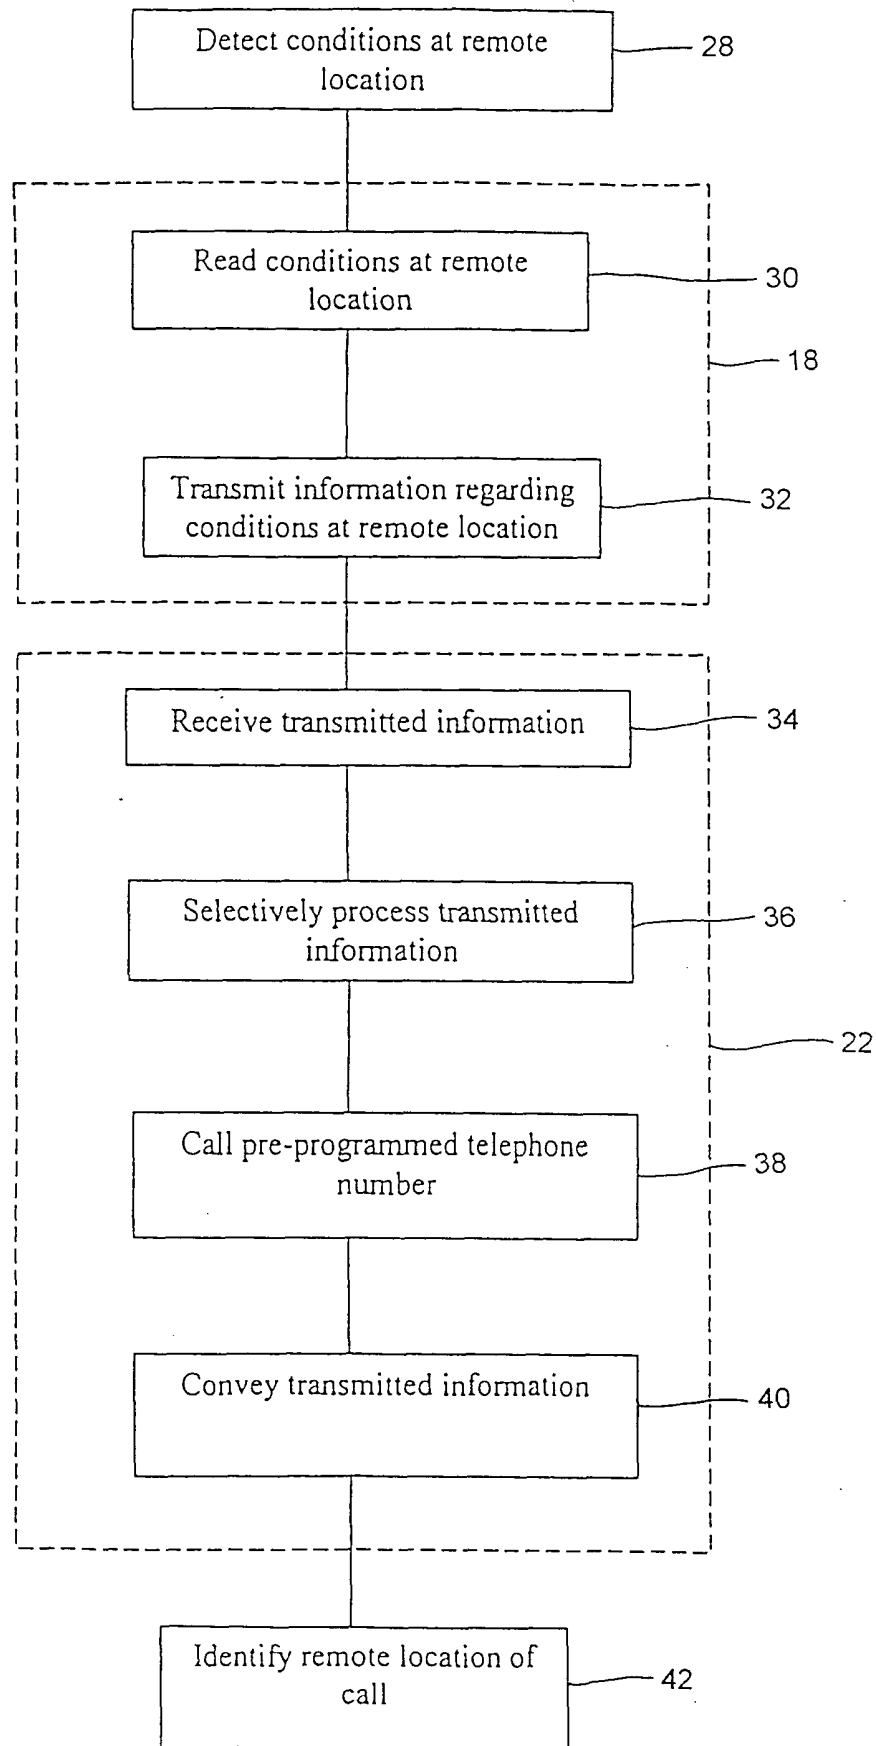 Detect conditions at remote
location
28
Read conditions at remote
location
30
18
Transmit information regarding
conditions at remote location
32
Receive transmitted information
34
Selectively process transmitted
information
36
22
Call pre-programmed telephone
number
38
Convey transmitted information
40
Identify remote location of
call
42